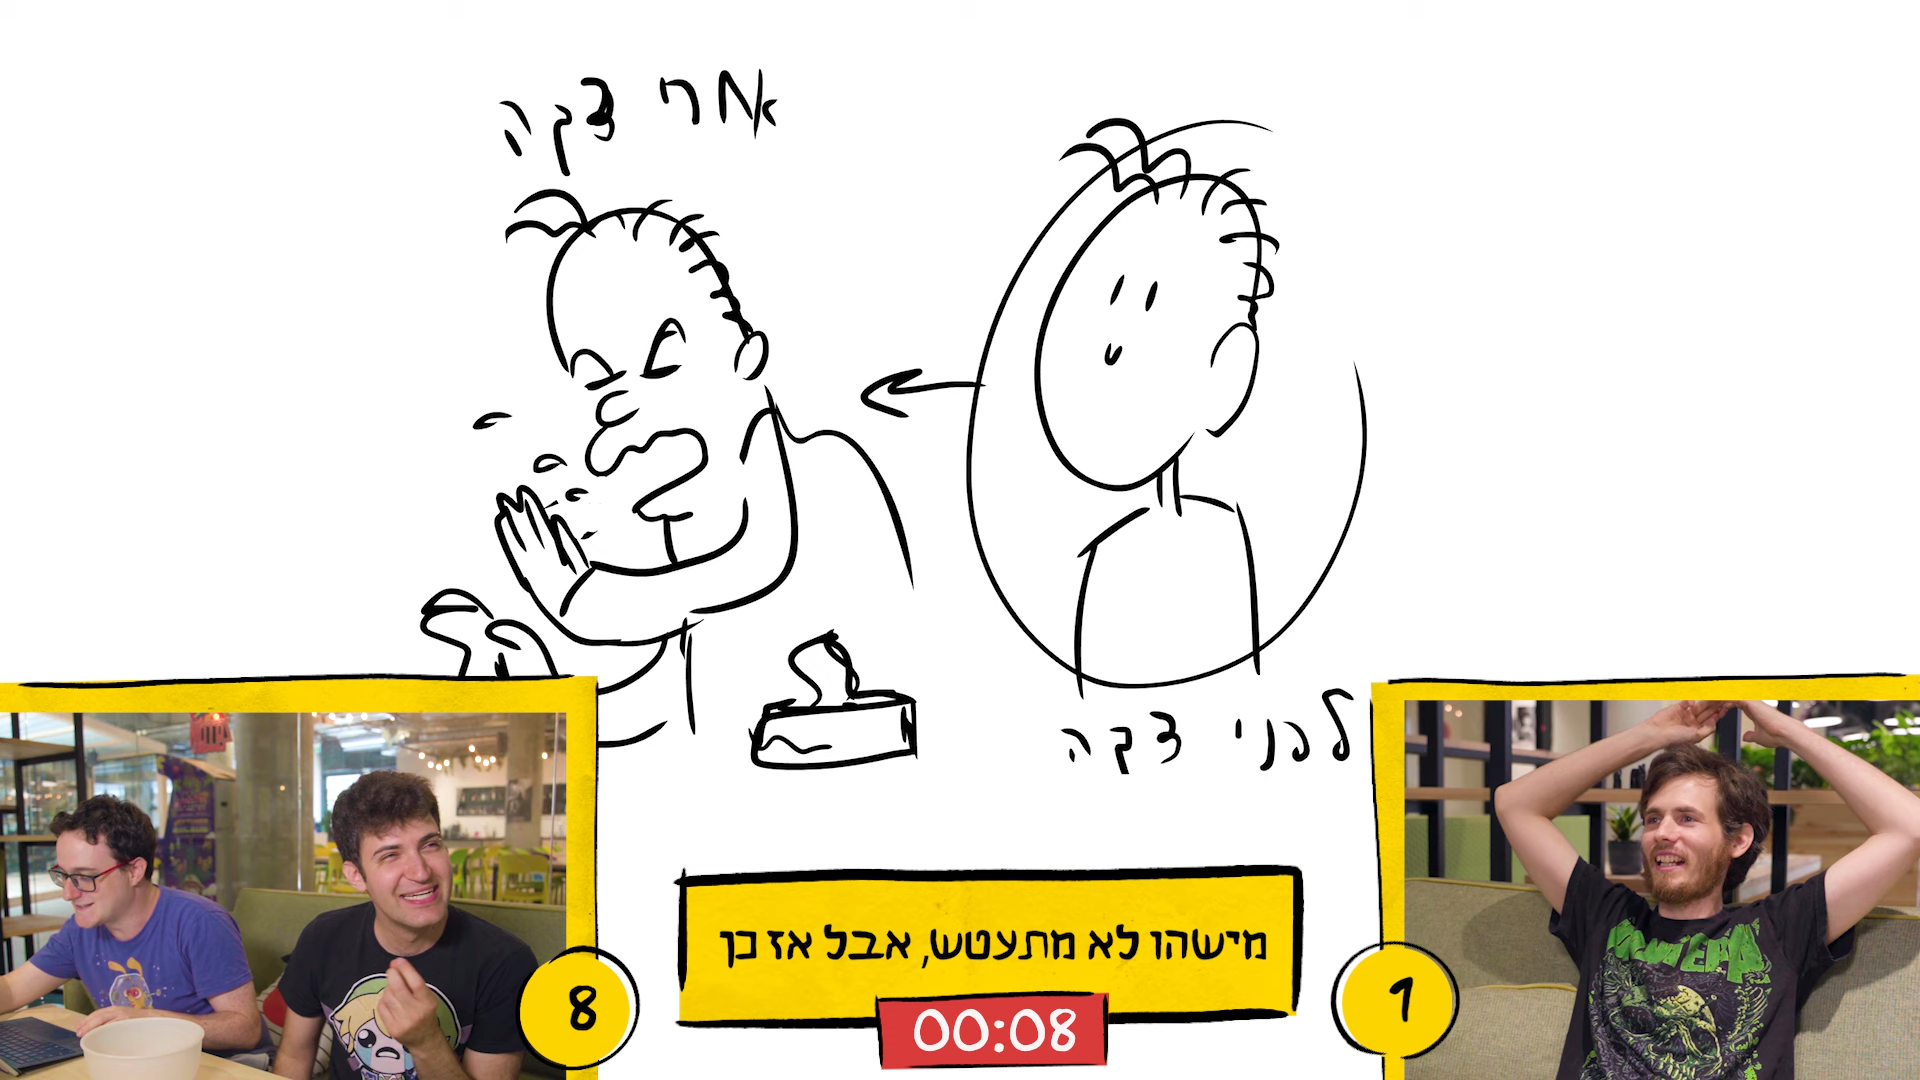 אחרי דקה
לפני דקה
מישהו לא מתעטש, אבל אז כן
8
1
00:08